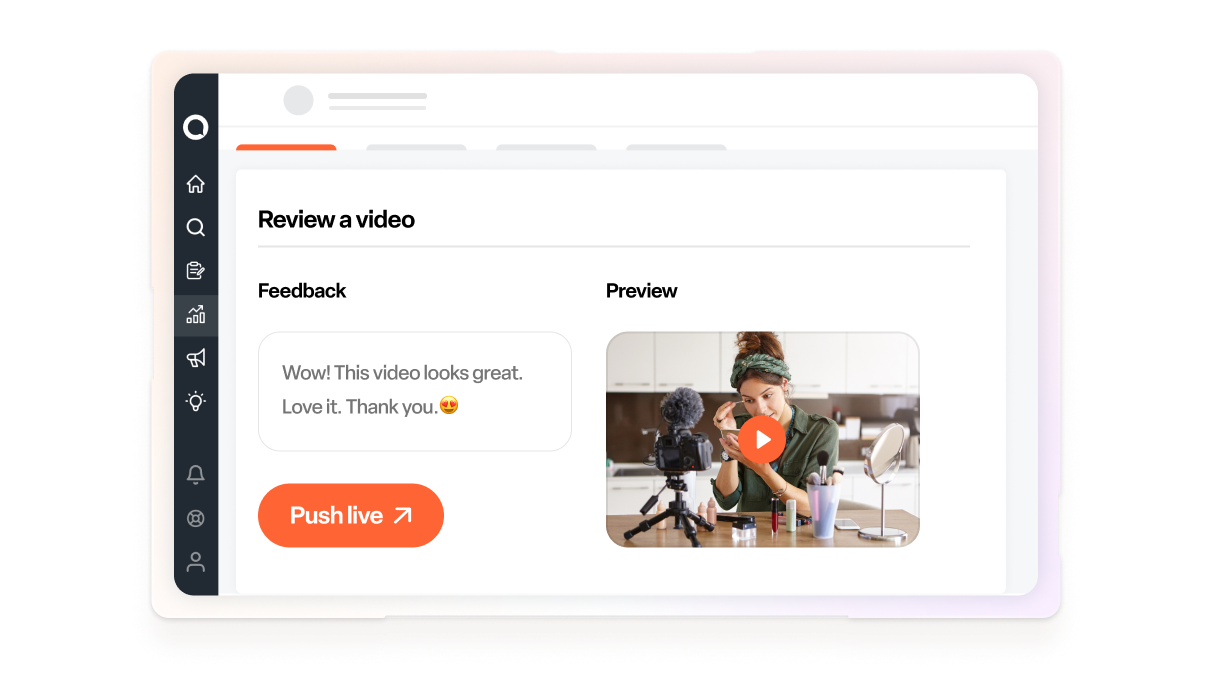 Review a video
Feedback
Preview
Wow! This video looks great.
Love it. Thank you.😍
Push live